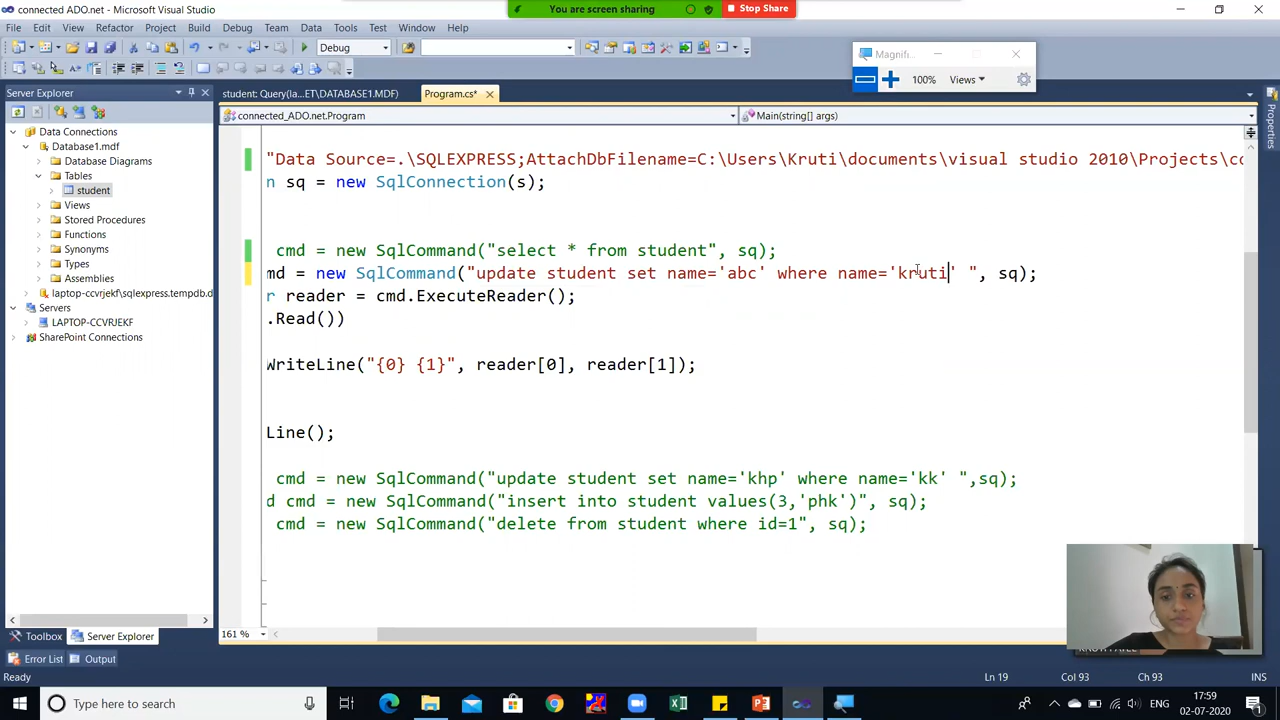 connected ADO.net - Microsoft Visual Studio
You are screen sharing
Stop Share
File Edit View Refactor Project Build Debug Team Data Tools Test Window Help
Debug
Magnifi..
100% Views
Server Explorer
student: Query(la...ET\DATABASE1.MDF)
Program.cs*
connected_ADO.net.Program
Main(string[] args)
Data Connections
Database1.mdf
Database Diagrams
Tables
student
Views
Stored Procedures
Functions
Synonyms
Types
Assemblies
laptop-ccvrjekf\sqlexpress.tempdb.d
Servers
LAPTOP-CCVRJEKF
SharePoint Connections
"Data Source=.\SQLEXPRESS;AttachDbFilename=C:\Users\Kruti\documents\visual studio 2010\Projects\co
n sq = new SqlConnection(s);
cmd = new SqlCommand("select * from student", sq);
md = new SqlCommand("update student set name='abc' where name='kruti' ", sq);
r reader = cmd.ExecuteReader();
.Read())
WriteLine("{0} {1}", reader[0], reader[1]);
Line();
cmd = new SqlCommand("update student set name='khp' where name='kk' ",sq);
d cmd = new SqlCommand("insert into student values(3,'phk')", sq);
cmd = new SqlCommand("delete from student where id=1", sq);
Properties
161 %
Toolbox
Server Explorer
Error List
Output
Ready
Ln 19
Col 93
Ch 93
INS
Type here to search
ENG
17:59
02-07-2020